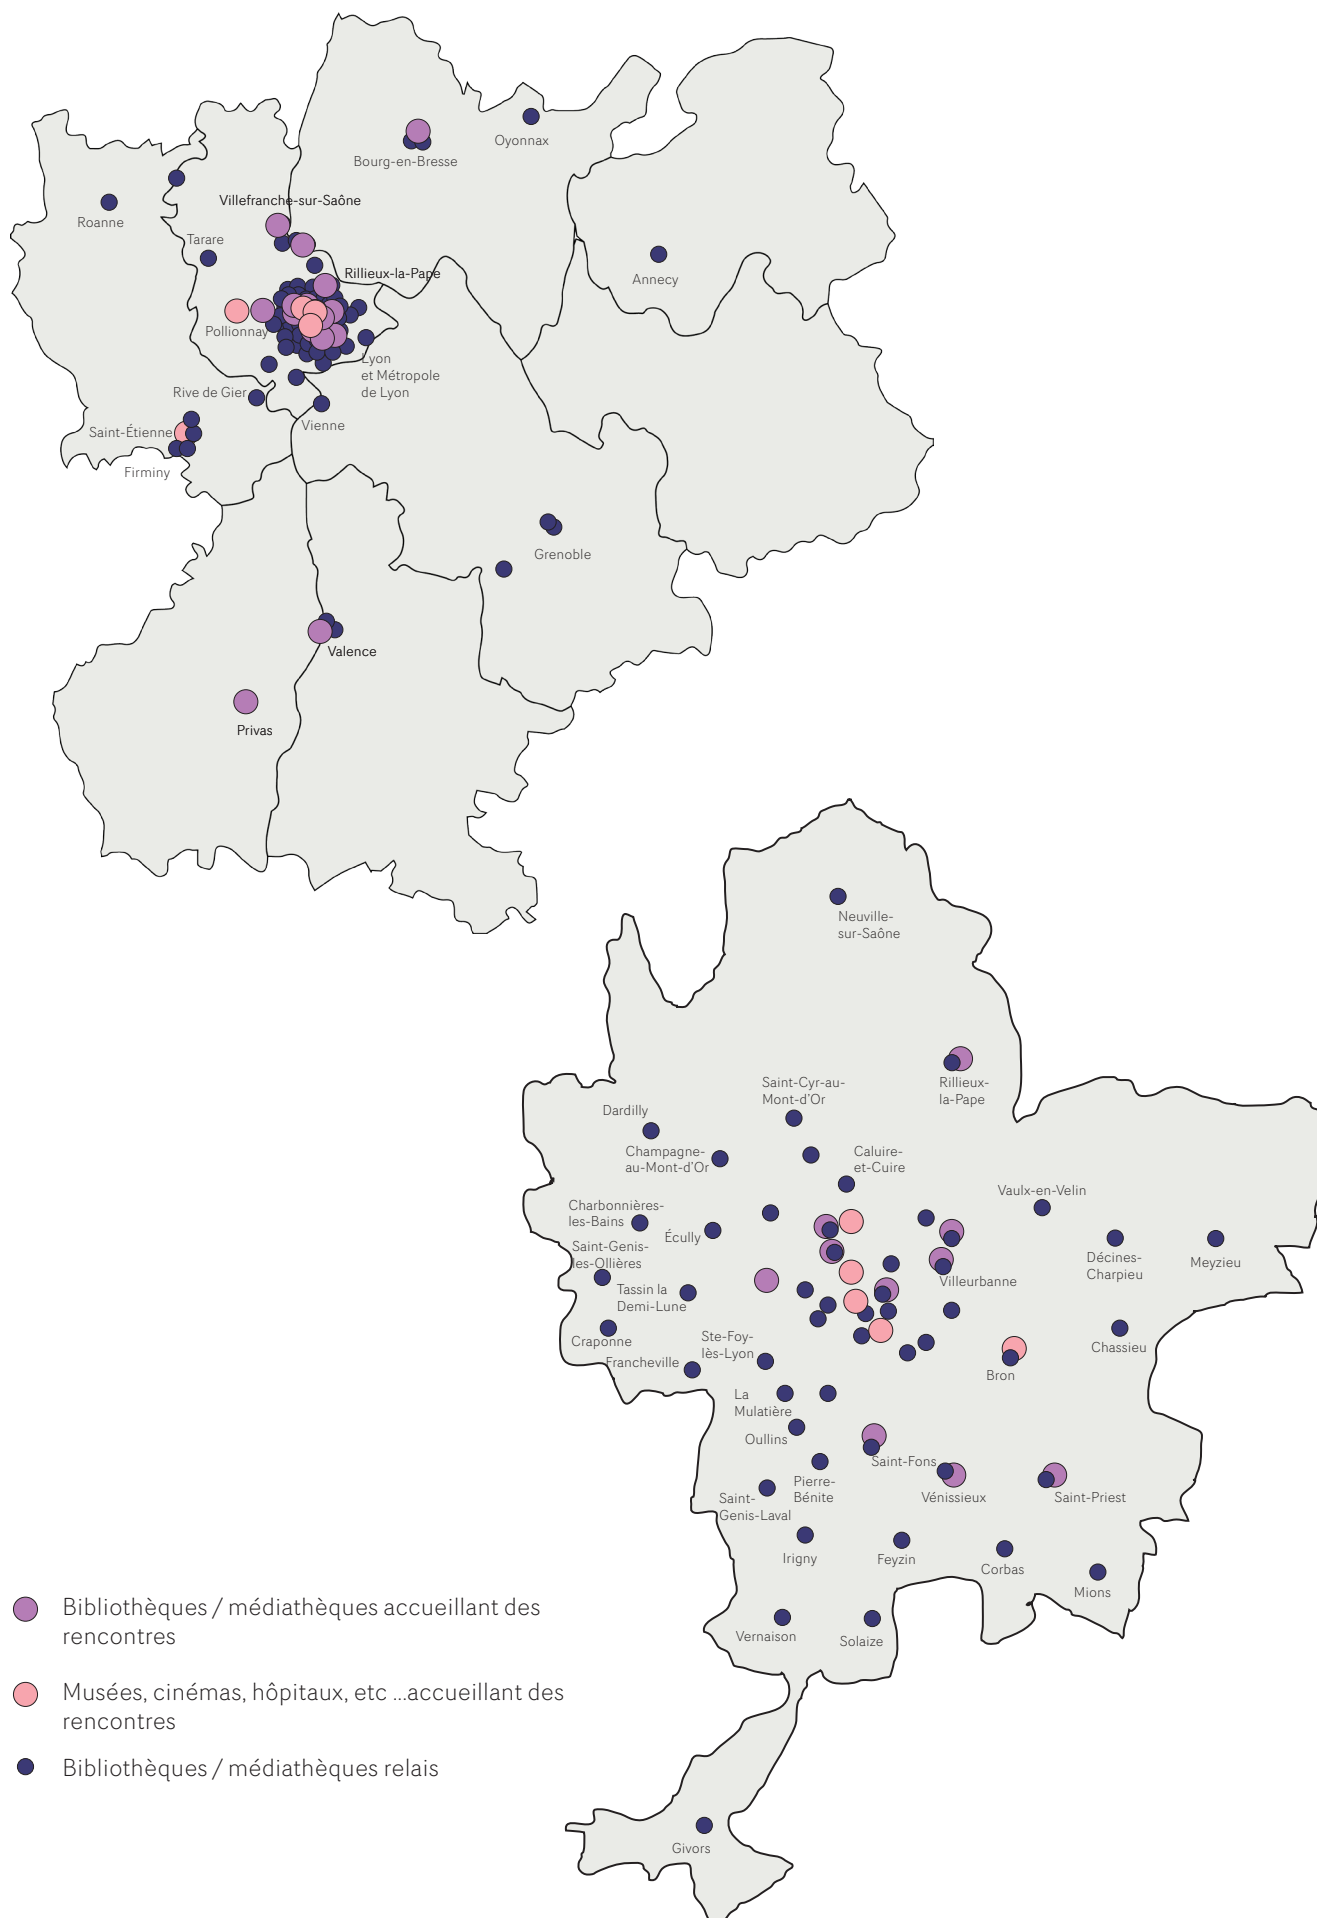 Oyonnax
Bourg-en-Bresse
Villefranche-sur-Saône
Roanne
Tarare
Rillieux-la-Pape
Annecy
Pollionnay
Lyon
et Métropole
de Lyon
Rive de Gier
Vienne
Saint-Étienne
Firminy
Grenoble
Valence
Privas
Neuville-
sur-Saône
Rillieux-
la-Pape
Saint-Cyr-au-
Mont-d'Or
Dardilly
Champagne-
au-Mont-d'Or
Caluire-
et-Cuire
Vaulx-en-Velin
Charbonnières-
les-Bains
Écully
Saint-Genis-
les-Ollières
Décines-
Charpieu
Meyzieu
Villeurbanne
Tassin la
Demi-Lune
Craponne
Ste-Foy-
lès-Lyon
Francheville
Chassieu
Bron
La
Mulatière
Oullins
Saint-Fons
Pierre-
Bénite
Saint-
Genis-Laval
Vénissieux
Saint-Priest
Irigny
Feyzin
Corbas
Mions
Vernaison
Solaize
Givors
Bibliothèques / médiathèques accueillant des
rencontres
Musées, cinémas, hôpitaux, etc ...accueillant des
rencontres
Bibliothèques / médiathèques relais